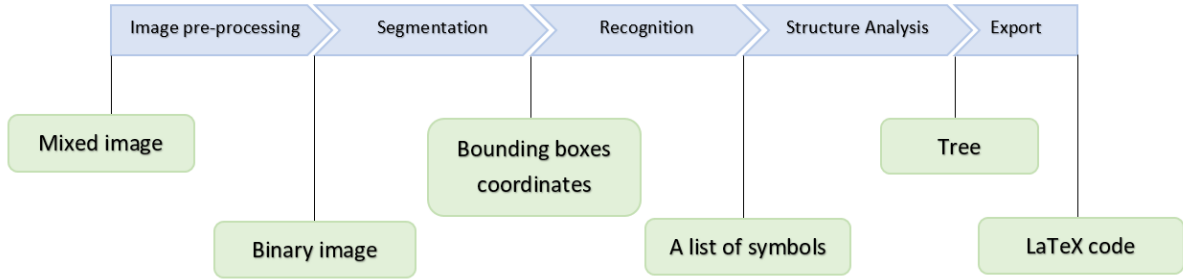 Image pre-processing
Segmentation
Recognition
Structure Analysis
Export
Mixed image
Binary image
Bounding boxes
coordinates
A list of symbols
Tree
LaTeX code